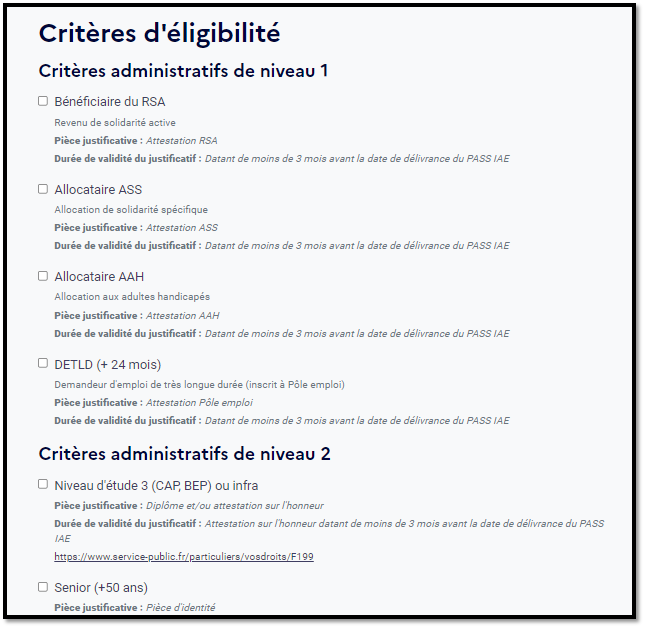 Critères d'éligibilité
Critères administratifs de niveau 1
Bénéficiaire du RSA
Revenu de solidarité active
Pièce justificative : Attestation RSA
Durée de validité du justificatif : Datant de moins de 3 mois avant la date de délivrance du PASS IAE
Allocataire ASS
Allocation de solidarité spécifique
Pièce justificative : Attestation ASS
Durée de validité du justificatif : Datant de moins de 3 mois avant la date de délivrance du PASS IAE
Allocataire AAH
Allocation aux adultes handicapés
Pièce justificative : Attestation AAH
Durée de validité du justificatif : Datant de moins de 3 mois avant la date de délivrance du PASS IAE
DETLD (+ 24 mois)
Demandeur d'emploi de très longue durée (inscrit à Pôle emploi)
Pièce justificative : Attestation Pôle emploi
Durée de validité du justificatif : Datant de moins de 3 mois avant la date de délivrance du PASS IAE
Critères administratifs de niveau 2
Niveau d'étude 3 (CAP, BEP) ou infra
Pièce justificative : Diplôme et/ou attestation sur l'honneur
Durée de validité du justificatif : Attestation sur l'honneur datant de moins de 3 mois avant la date de délivrance du PASS
IAE
https://www.service-public.fr/particuliers/vosdroits/F199
Senior (+50 ans)
Pièce justificative : Pièce d'identité